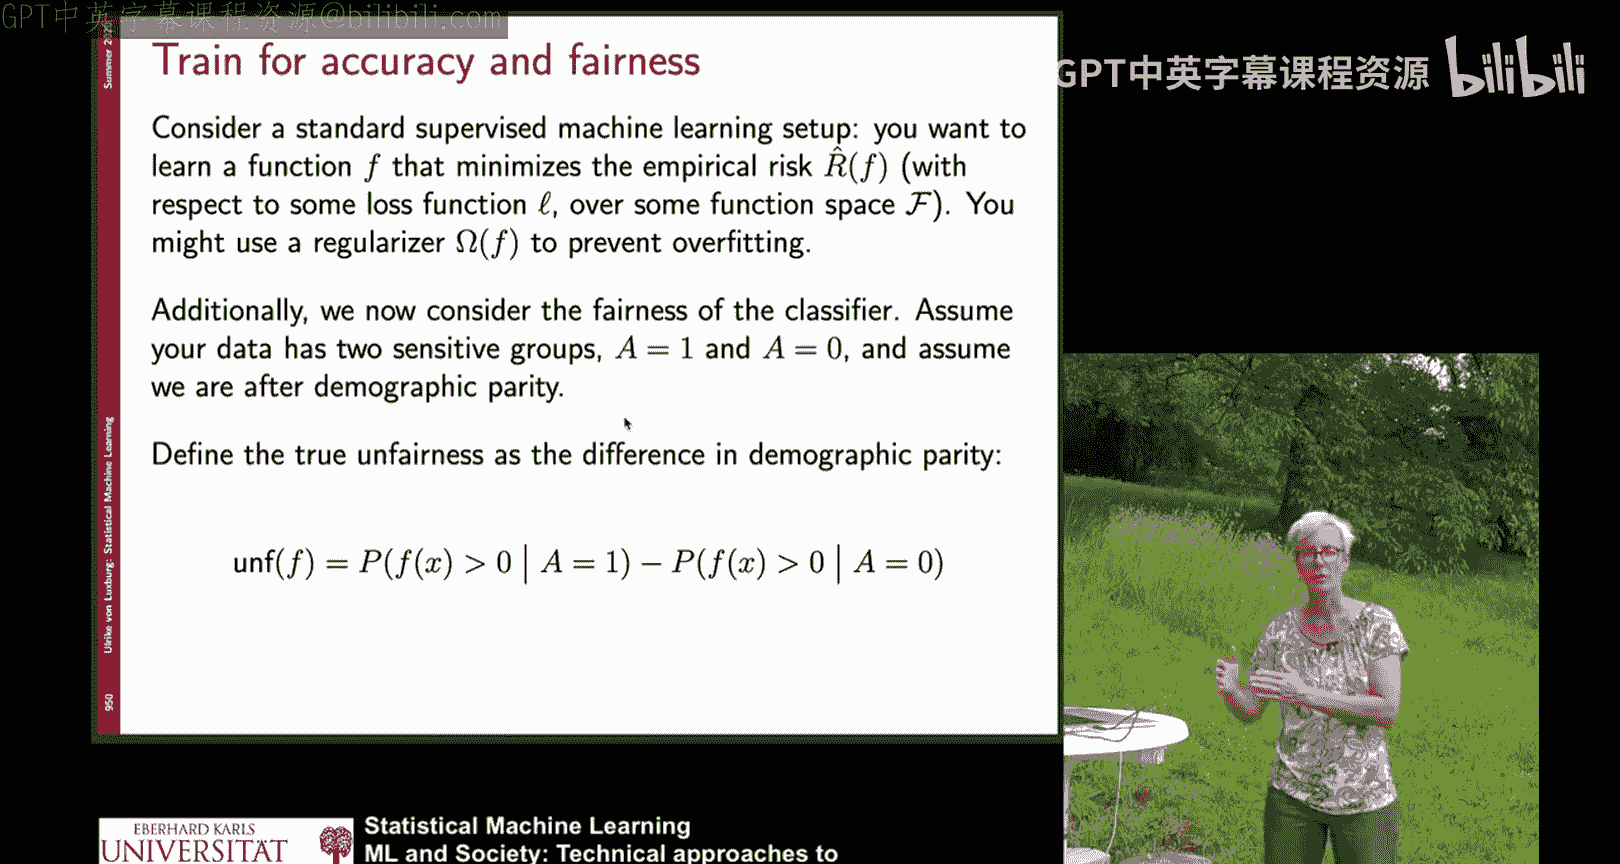 GPT中英字幕课程资源@bilibili.com
GPT中英字幕课程资源 bilibili
Summer 2020
Train for accuracy and fairness
Consider a standard supervised machine learning setup: you want to
learn a function f that minimizes the empirical risk R̂(f) (with
respect to some loss function ℓ, over some function space ℱ). You
might use a regularizer Ω(f) to prevent overfitting.
Additionally, we now consider the fairness of the classifier. Assume
your data has two sensitive groups, A = 1 and A = 0, and assume
we are after demographic parity.
Define the true unfairness as the difference in demographic parity:
unf(f) = P(f(x) > 0 | A = 1) − P(f(x) > 0 | A = 0)
Ulrike von Luxburg: Statistical Machine Learning
950
EBERHARD KARLS
UNIVERSITÄT
Statistical Machine Learning
ML and Society: Technical approaches to